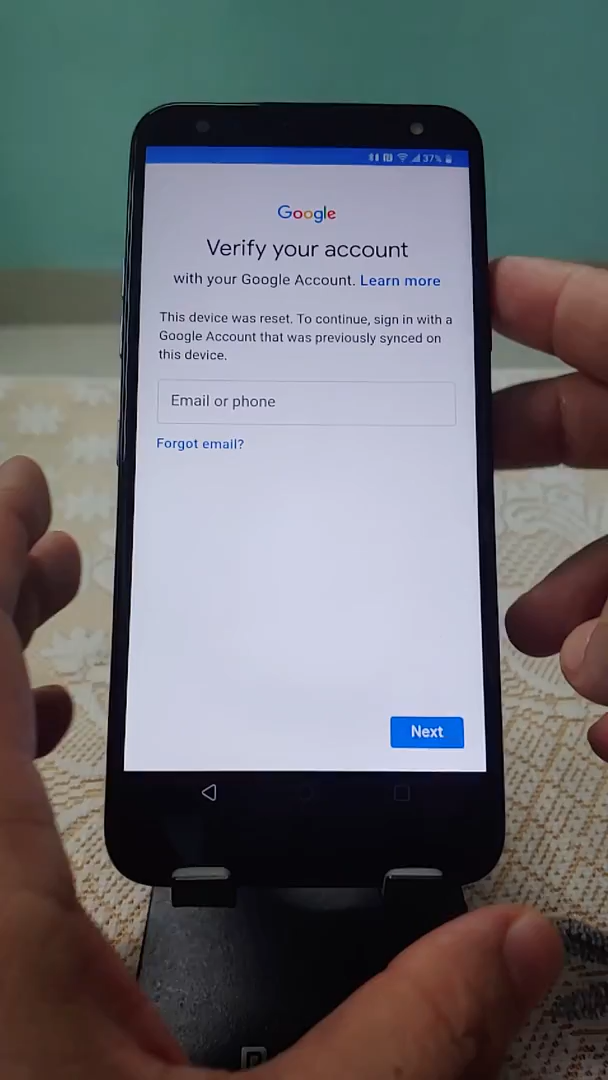 37%
Google
Verify your account
with your Google Account. Learn more
This device was reset. To continue, sign in with a
Google Account that was previously synced on
this device.
Email or phone
Forgot email?
Next